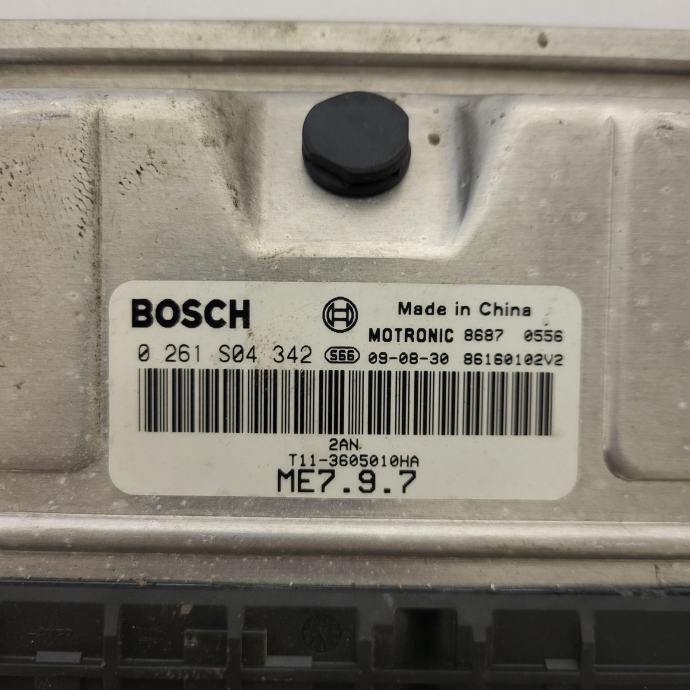 BOSCH Made in China
MOTRONIC 8687 0556
0 261 S04 342 S66 09-08-30 86160102V2
2AN
T11-3605010HA
ME7.9.7